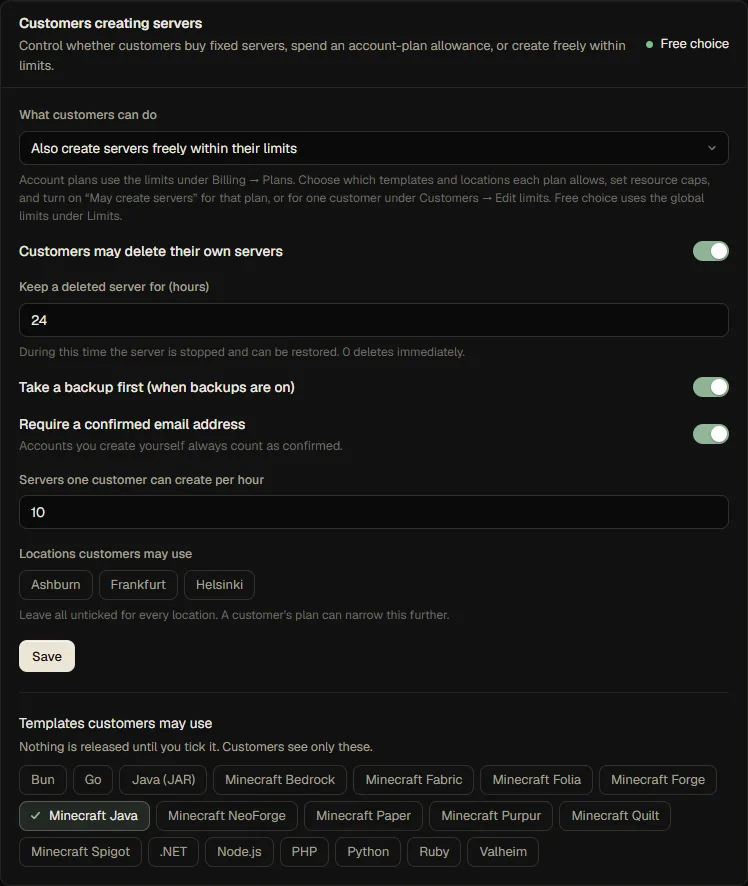 Customers creating servers
Control whether customers buy fixed servers, spend an account-plan allowance, or create freely within
limits.
Free choice
What customers can do
Also create servers freely within their limits
Account plans use the limits under Billing → Plans. Choose which templates and locations each plan allows, set resource caps,
and turn on “May create servers” for that plan, or for one customer under Customers → Edit limits. Free choice uses the global
limits under Limits.
Customers may delete their own servers
Keep a deleted server for (hours)
24
During this time the server is stopped and can be restored. 0 deletes immediately.
Take a backup first (when backups are on)
Require a confirmed email address
Accounts you create yourself always count as confirmed.
Servers one customer can create per hour
10
Locations customers may use
Ashburn Frankfurt Helsinki
Leave all unticked for every location. A customer's plan can narrow this further.
Save
Templates customers may use
Nothing is released until you tick it. Customers see only these.
Bun Go Java (JAR) Minecraft Bedrock Minecraft Fabric Minecraft Folia Minecraft Forge
Minecraft Java Minecraft NeoForge Minecraft Paper Minecraft Purpur Minecraft Quilt
Minecraft Spigot .NET Node.js PHP Python Ruby Valheim